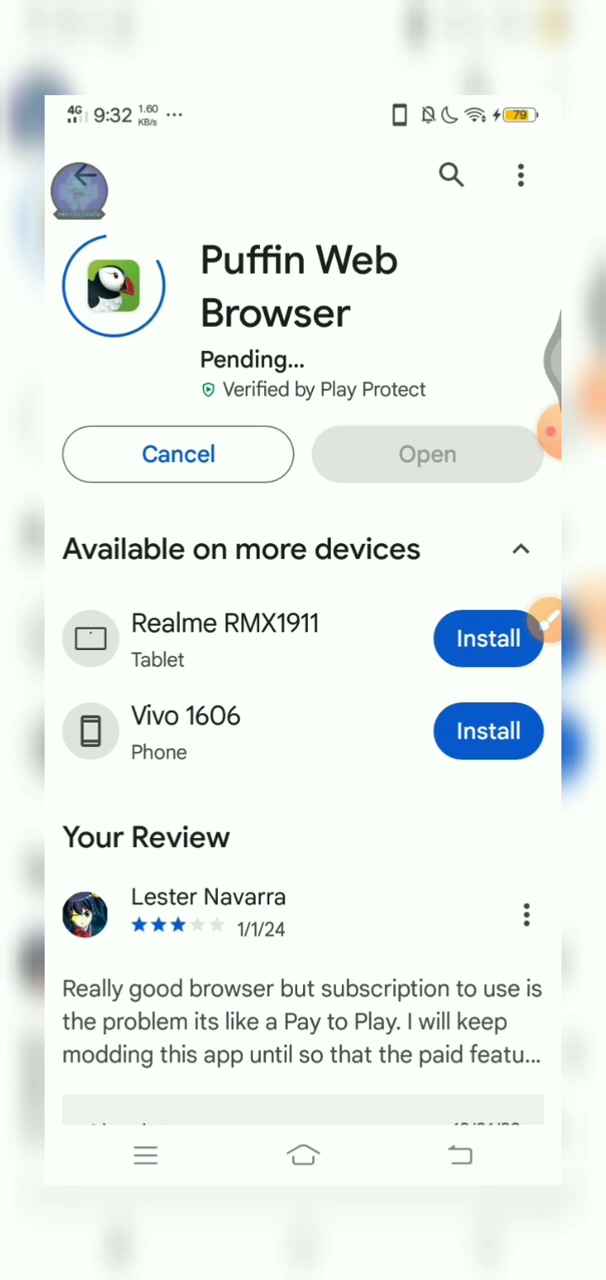 4G 9:32 1.60 KB/s ... 79
Puffin Web
Browser
Pending...
Verified by Play Protect
Cancel Open
Available on more devices
Realme RMX1911
Tablet
Install
Vivo 1606
Phone
Install
Your Review
Lester Navarra
1/1/24
Really good browser but subscription to use is
the problem its like a Pay to Play. I will keep
modding this app until so that the paid featu...